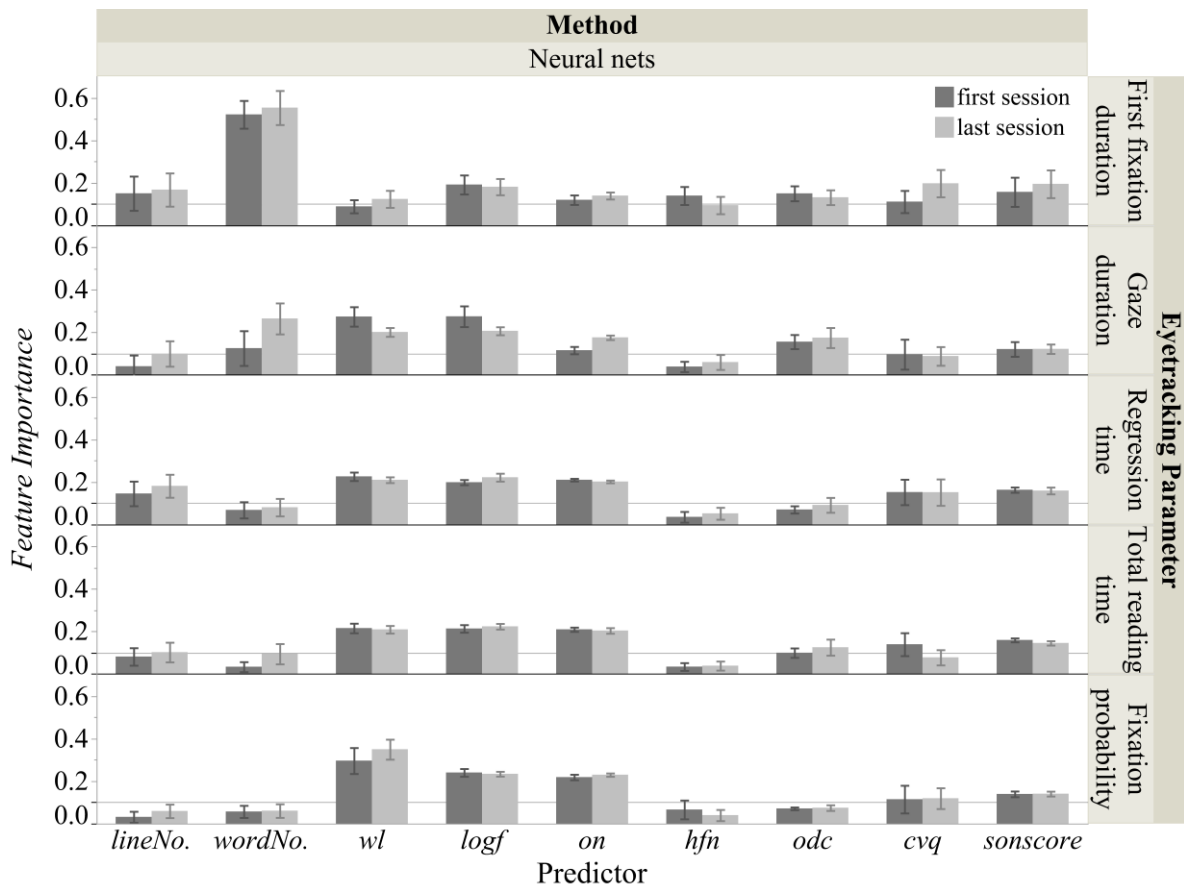 Method
Neural nets
first session
last session
Feature Importance
0.6
0.4
0.2
0.0
0.6
0.4
0.2
0.0
0.6
0.4
0.2
0.0
0.6
0.4
0.2
0.0
0.6
0.4
0.2
0.0
First fixation
duration
Gaze
duration
Regression
time
Total reading
time
Fixation
probability
Eyetracking Parameter
lineNo. wordNo. wl logf on hfn odc cvq sonscore
Predictor